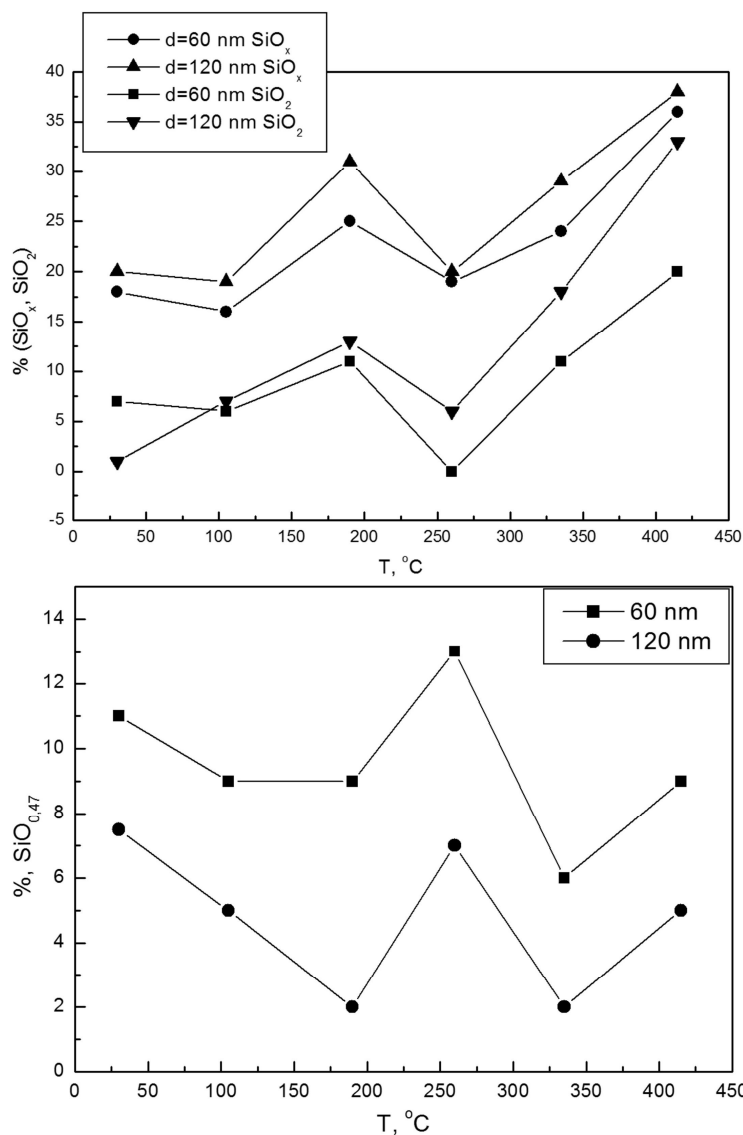 d=60 nm SiOx
d=120 nm SiOx
d=60 nm SiO2
d=120 nm SiO2
40
35
30
25
20
15
10
5
0
-5
% (SiOx, SiO2)
0 50 100 150 200 250 300 350 400 450
T, °C
60 nm
120 nm
14
12
10
8
6
4
2
0
%, SiO0,47
0 50 100 150 200 250 300 350 400 450
T, °C